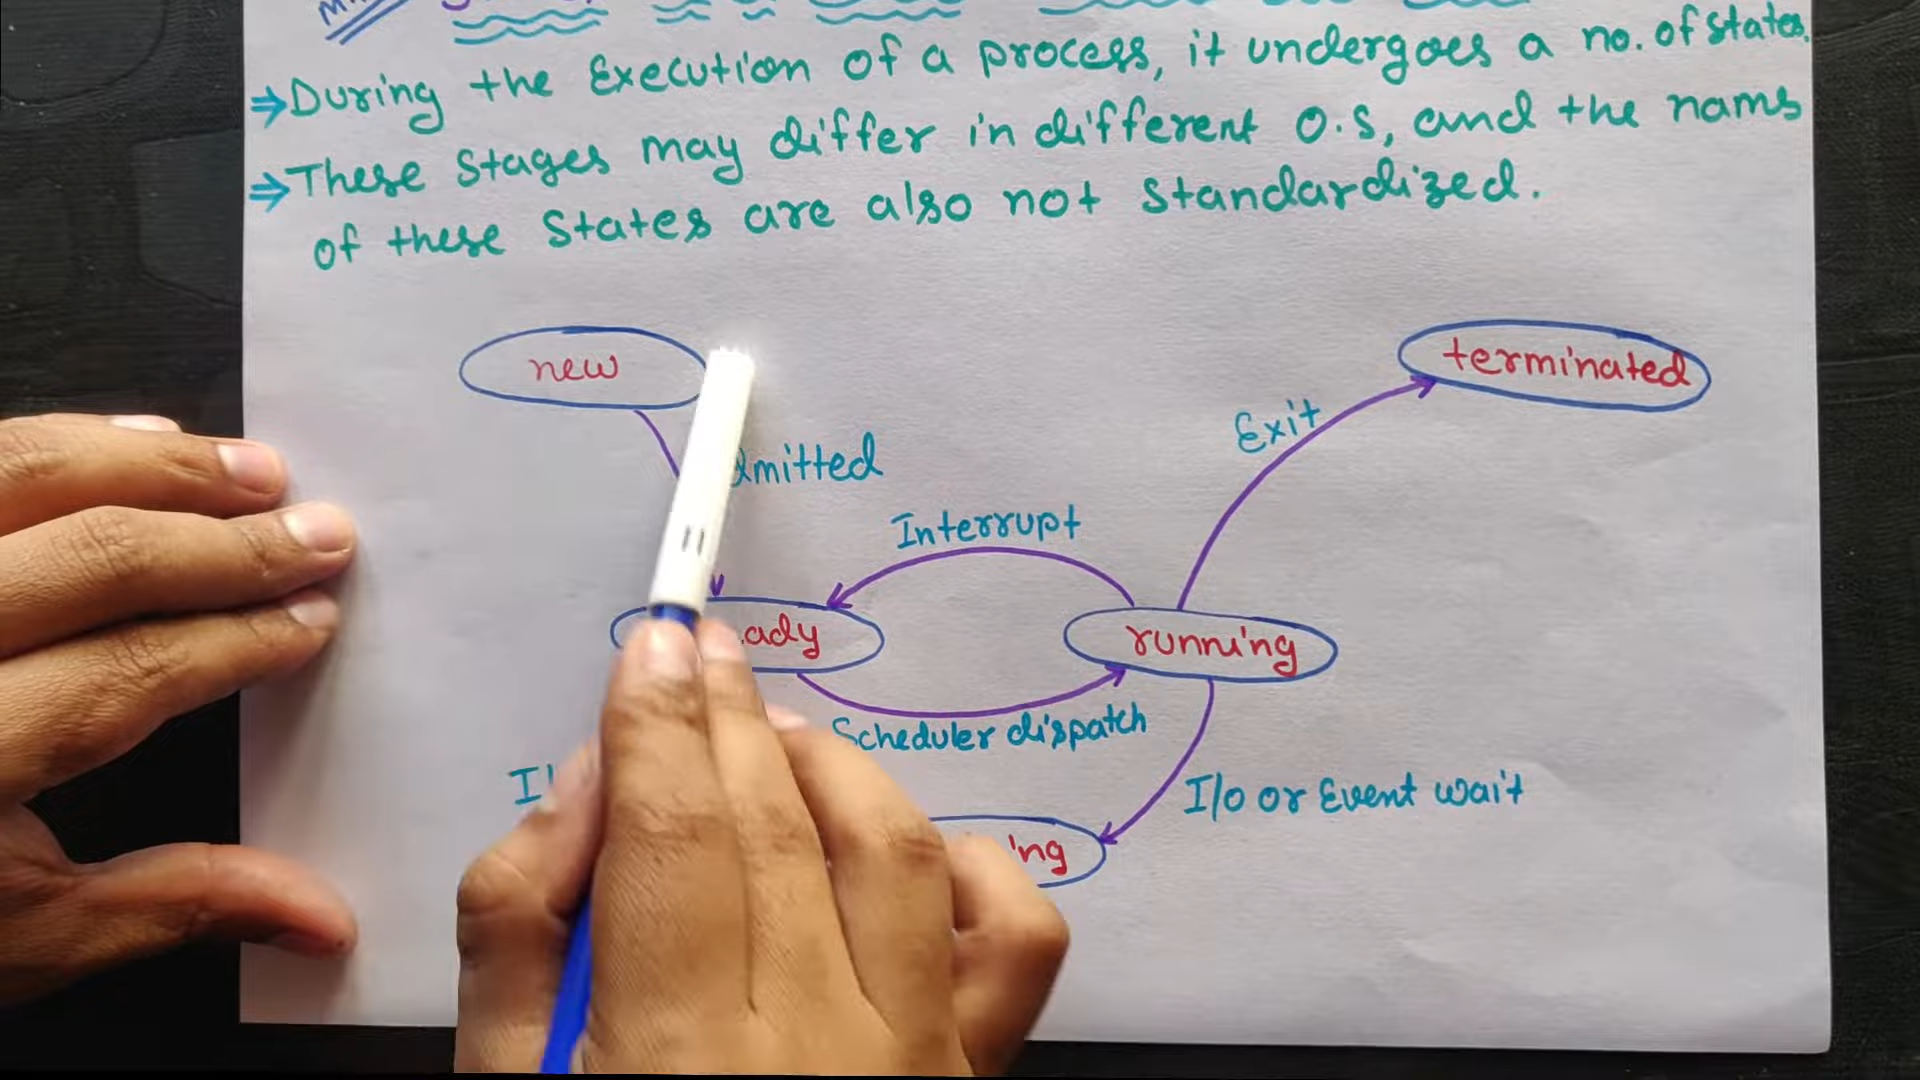 ⇒During the Execution of a process, it undergoes a no. of states.
⇒These Stages may differ in different O.S, and the nams
of these States are also not Standardized.
new
terminated
Exit
Interrupt
running
Scheduler dispatch
I/o or Event wait